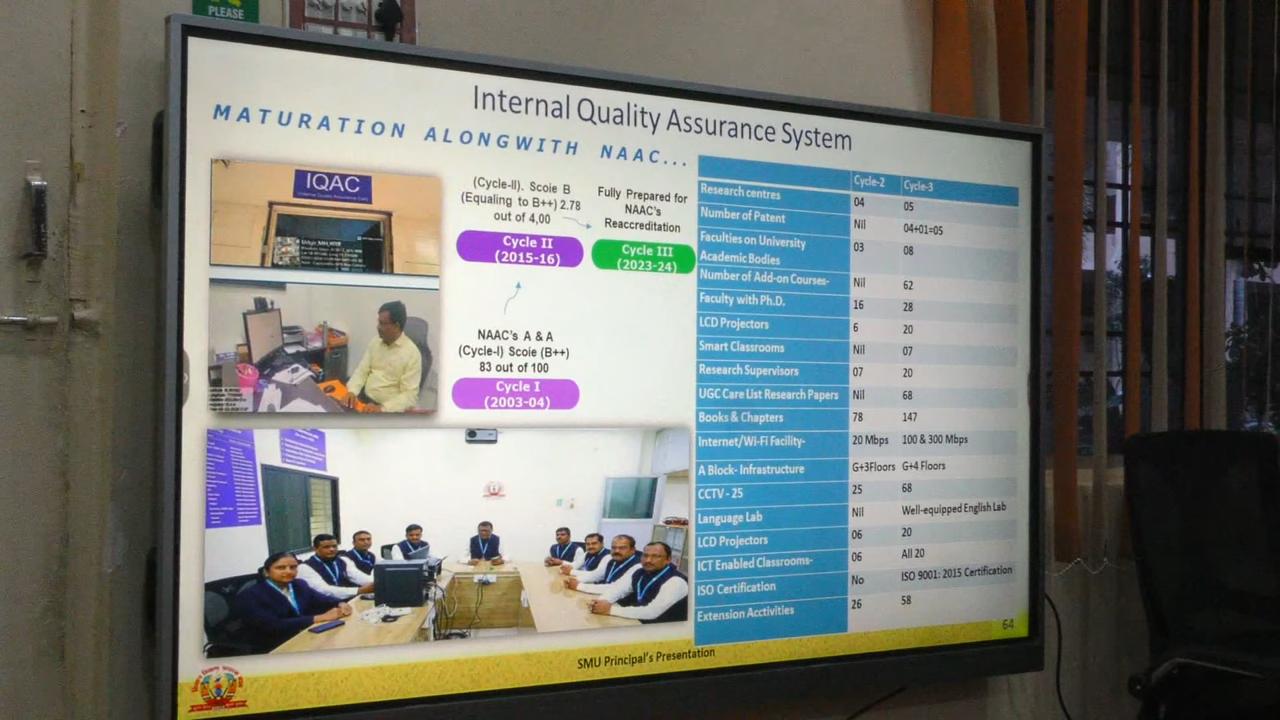 PLEASE
Internal Quality Assurance System
MATURATION ALONGWITH NAAC...
IQAC
(Cycle-II). Scoie B
(Equaling to B++) 2.78
out of 4,00
Cycle II
(2015-16)
Fully Prepared for
NAAC's
Reaccreditation
Cycle III
(2023-24)
NAAC's A & A
(Cycle-I) Scoie (B++)
83 out of 100
Cycle I
(2003-04)
Cycle-2 Cycle-3
Research centres 04 05
Number of Patent Nil 04+01=05
Faculties on University
Academic Bodies 03 08
Number of Add-on Courses- Nil 62
Faculty with Ph.D. 16 28
LCD Projectors 6 20
Smart Classrooms Nil 07
Research Supervisors 07 20
UGC Care List Research Papers Nil 68
Books & Chapters 78 147
Internet/Wi-Fi Facility- 20 Mbps 100 & 300 Mbps
A Block- Infrastructure G+3Floors G+4 Floors
CCTV - 25 25 68
Language Lab Nil Well-equipped English Lab
LCD Projectors 06 20
ICT Enabled Classrooms- 06 All 20
ISO Certification No ISO 9001: 2015 Certification
Extension Acctivities 26 58
64
SMU Principal's Presentation